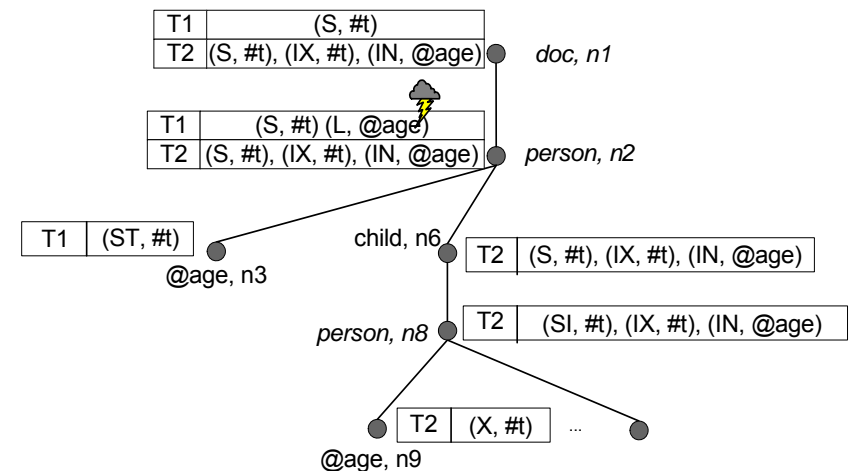 T1 (S, #t)
T2 (S, #t), (IX, #t), (IN, @age) doc, n1
T1 (S, #t) (L, @age)
T2 (S, #t), (IX, #t), (IN, @age) person, n2
T1 (ST, #t)
@age, n3
child, n6
T2 (S, #t), (IX, #t), (IN, @age)
person, n8
T2 (SI, #t), (IX, #t), (IN, @age)
T2 (X, #t) ...
@age, n9